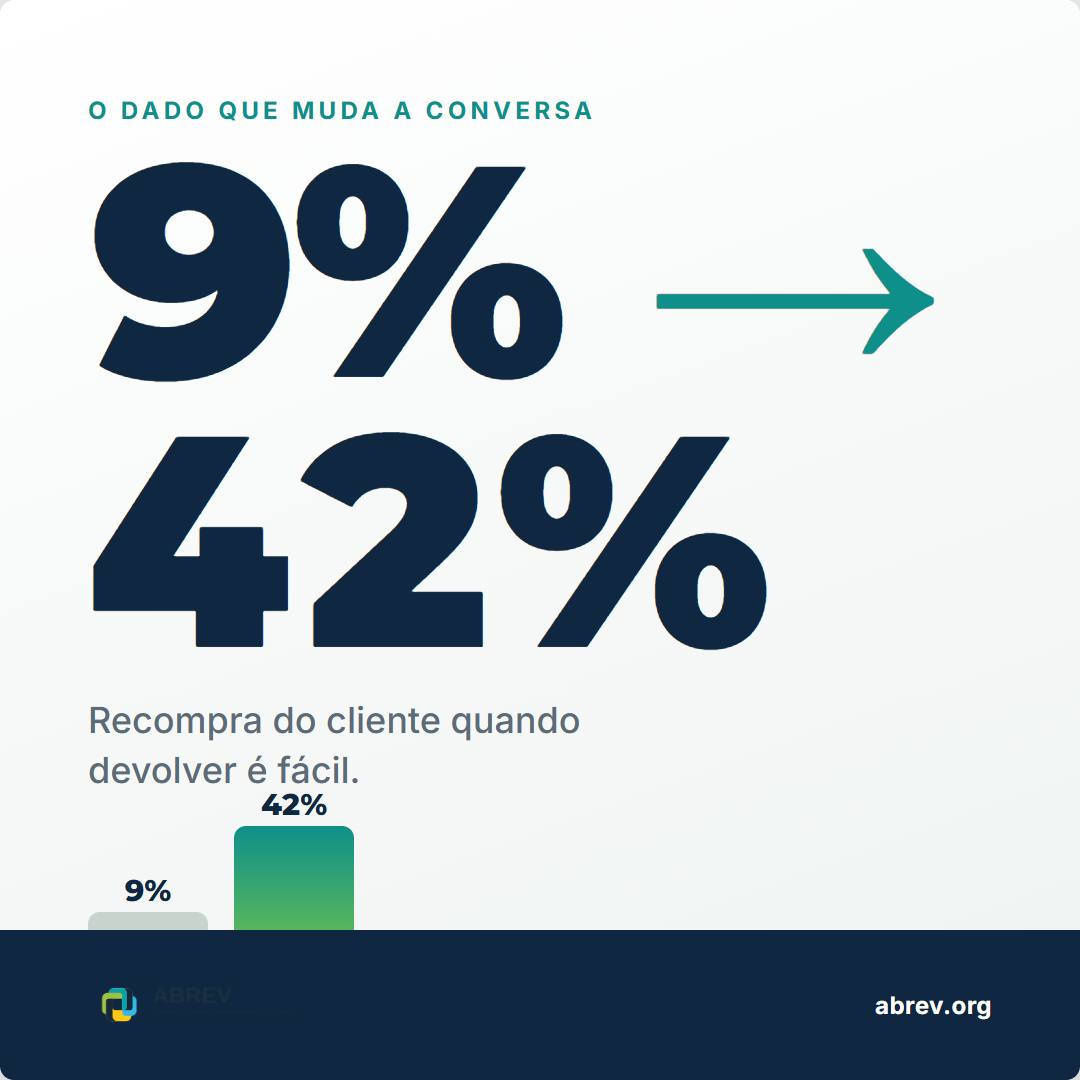 O DADO QUE MUDA A CONVERSA
9% →
42%
Recompra do cliente quando
devolver é fácil.
42%
9%
ABREV
abrev.org